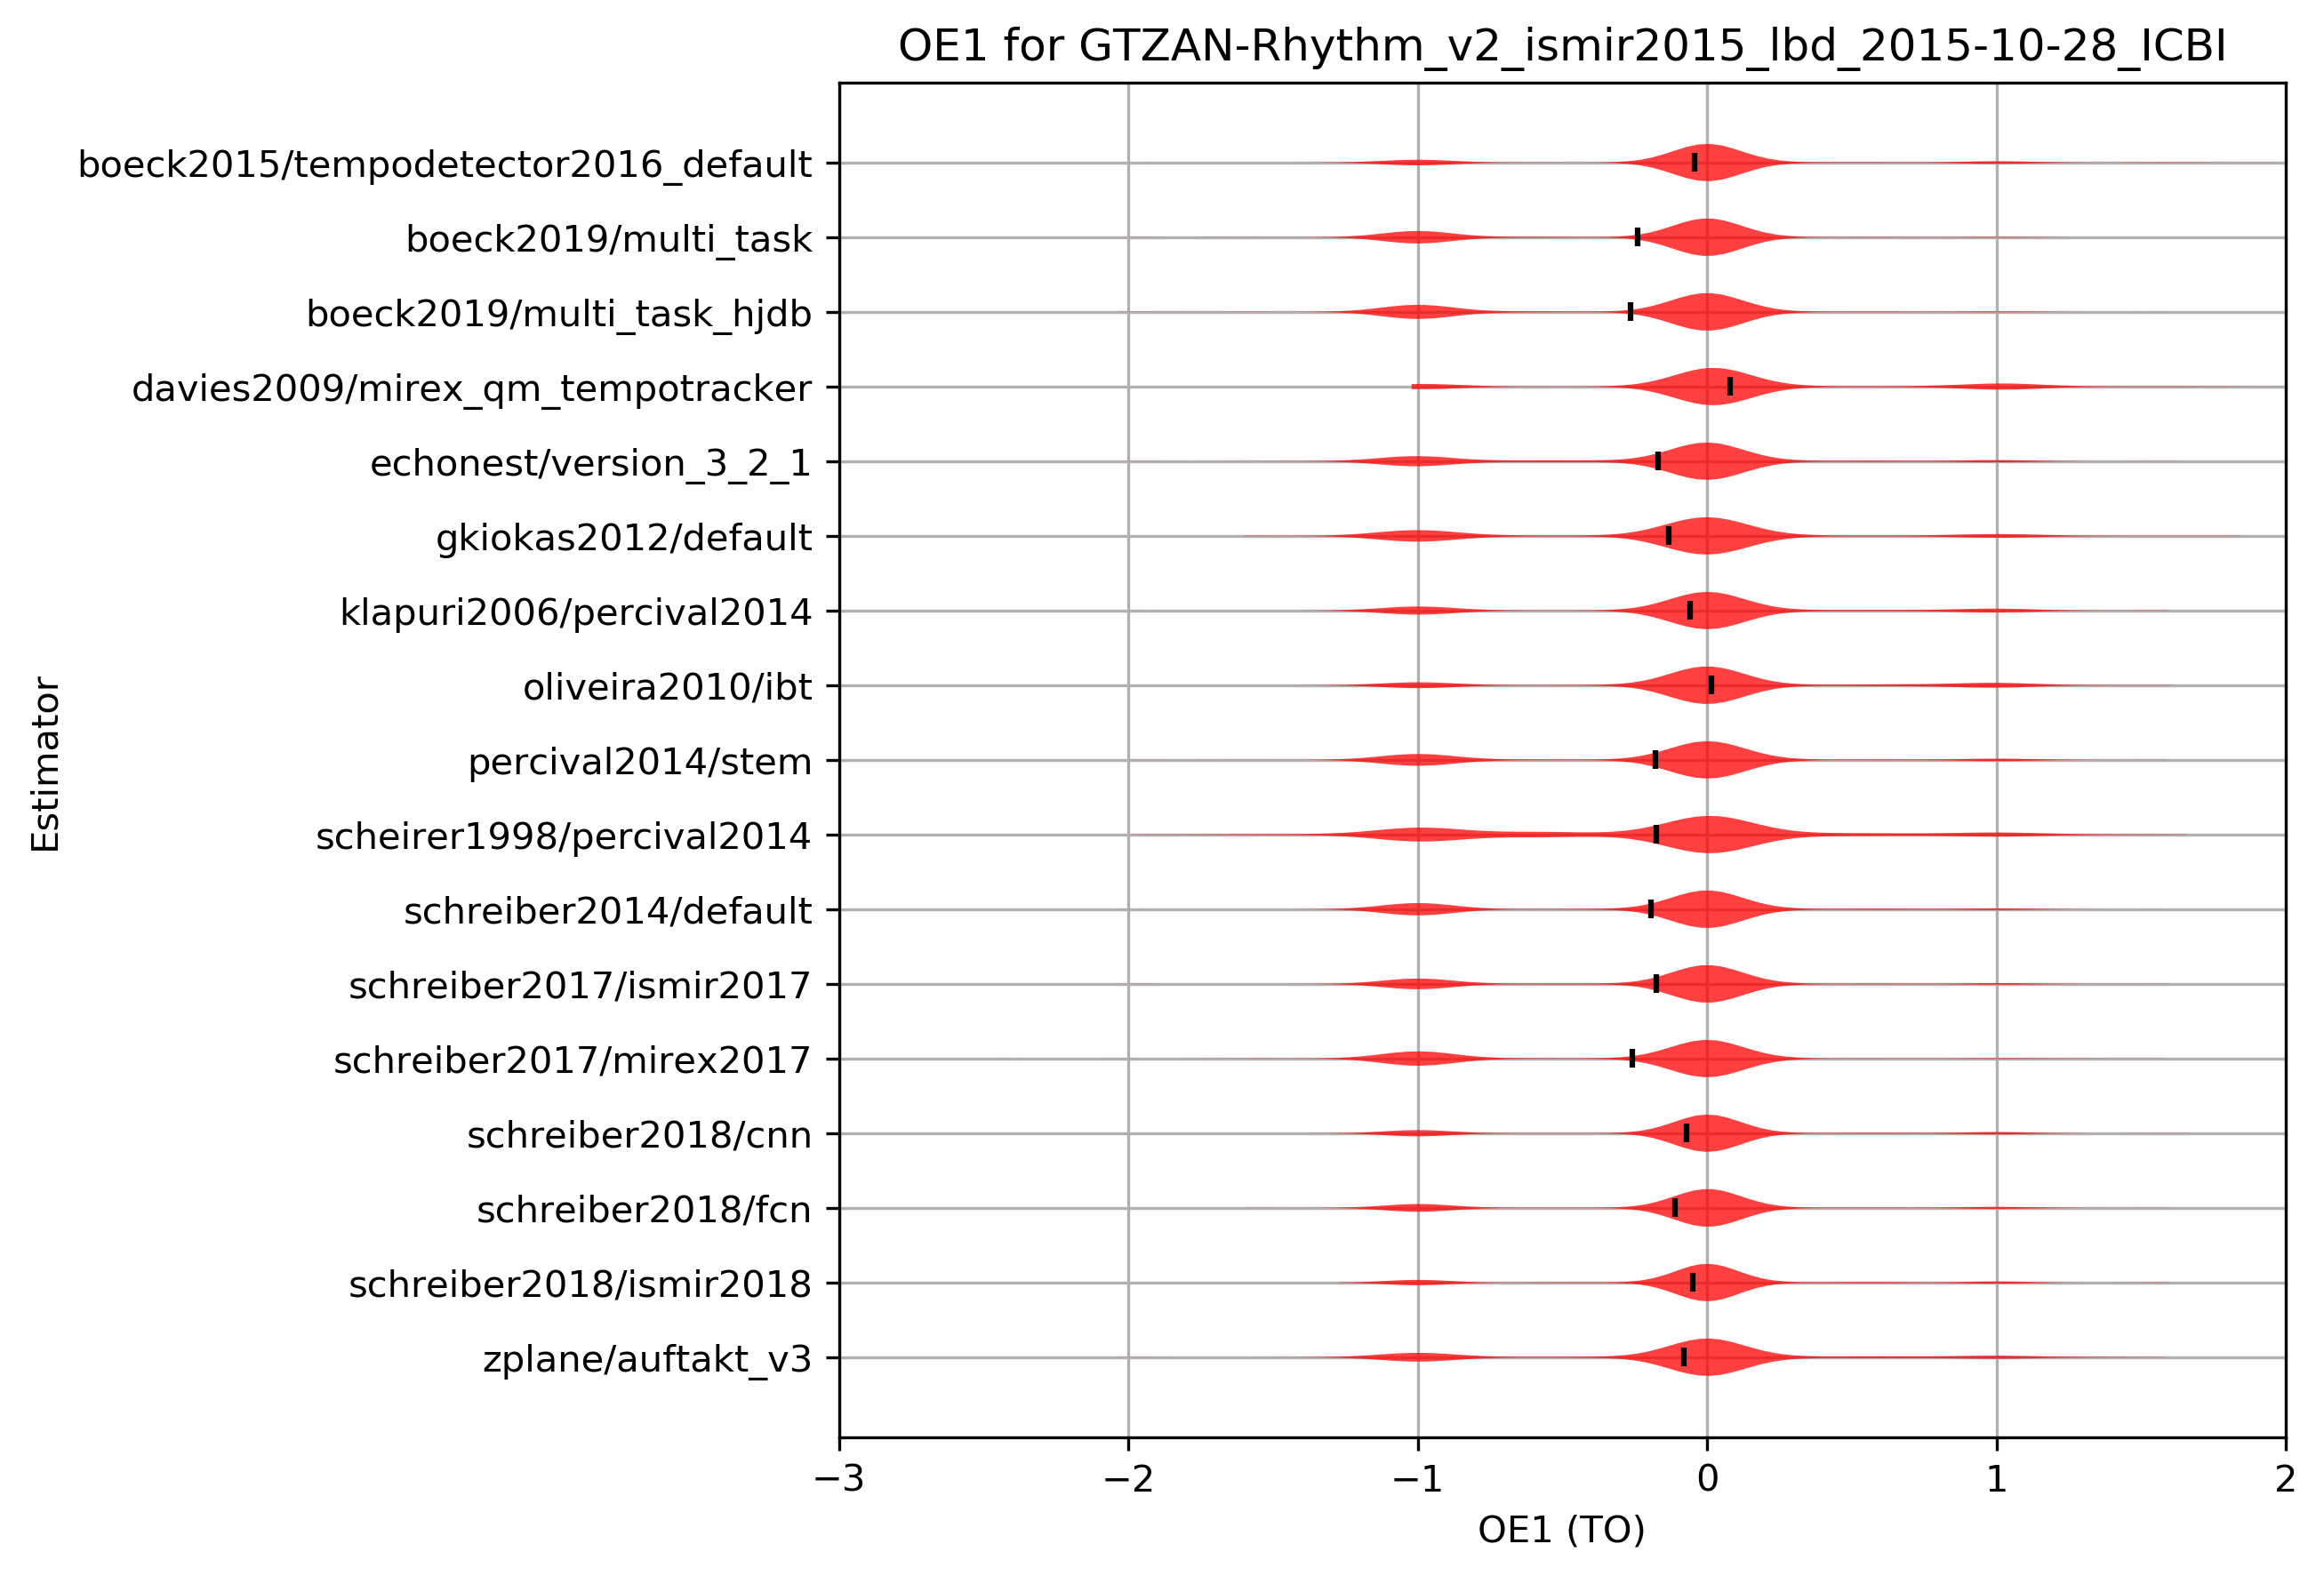 OE1 for GTZAN-Rhythm_v2_ismir2015_lbd_2015-10-28_ICBI
Estimator
boeck2015/tempodetector2016_default
boeck2019/multi_task
boeck2019/multi_task_hjdb
davies2009/mirex_qm_tempotracker
echonest/version_3_2_1
gkiokas2012/default
klapuri2006/percival2014
oliveira2010/ibt
percival2014/stem
scheirer1998/percival2014
schreiber2014/default
schreiber2017/ismir2017
schreiber2017/mirex2017
schreiber2018/cnn
schreiber2018/fcn
schreiber2018/ismir2018
zplane/auftakt_v3
−3 −2 −1 0 1 2
OE1 (TO)